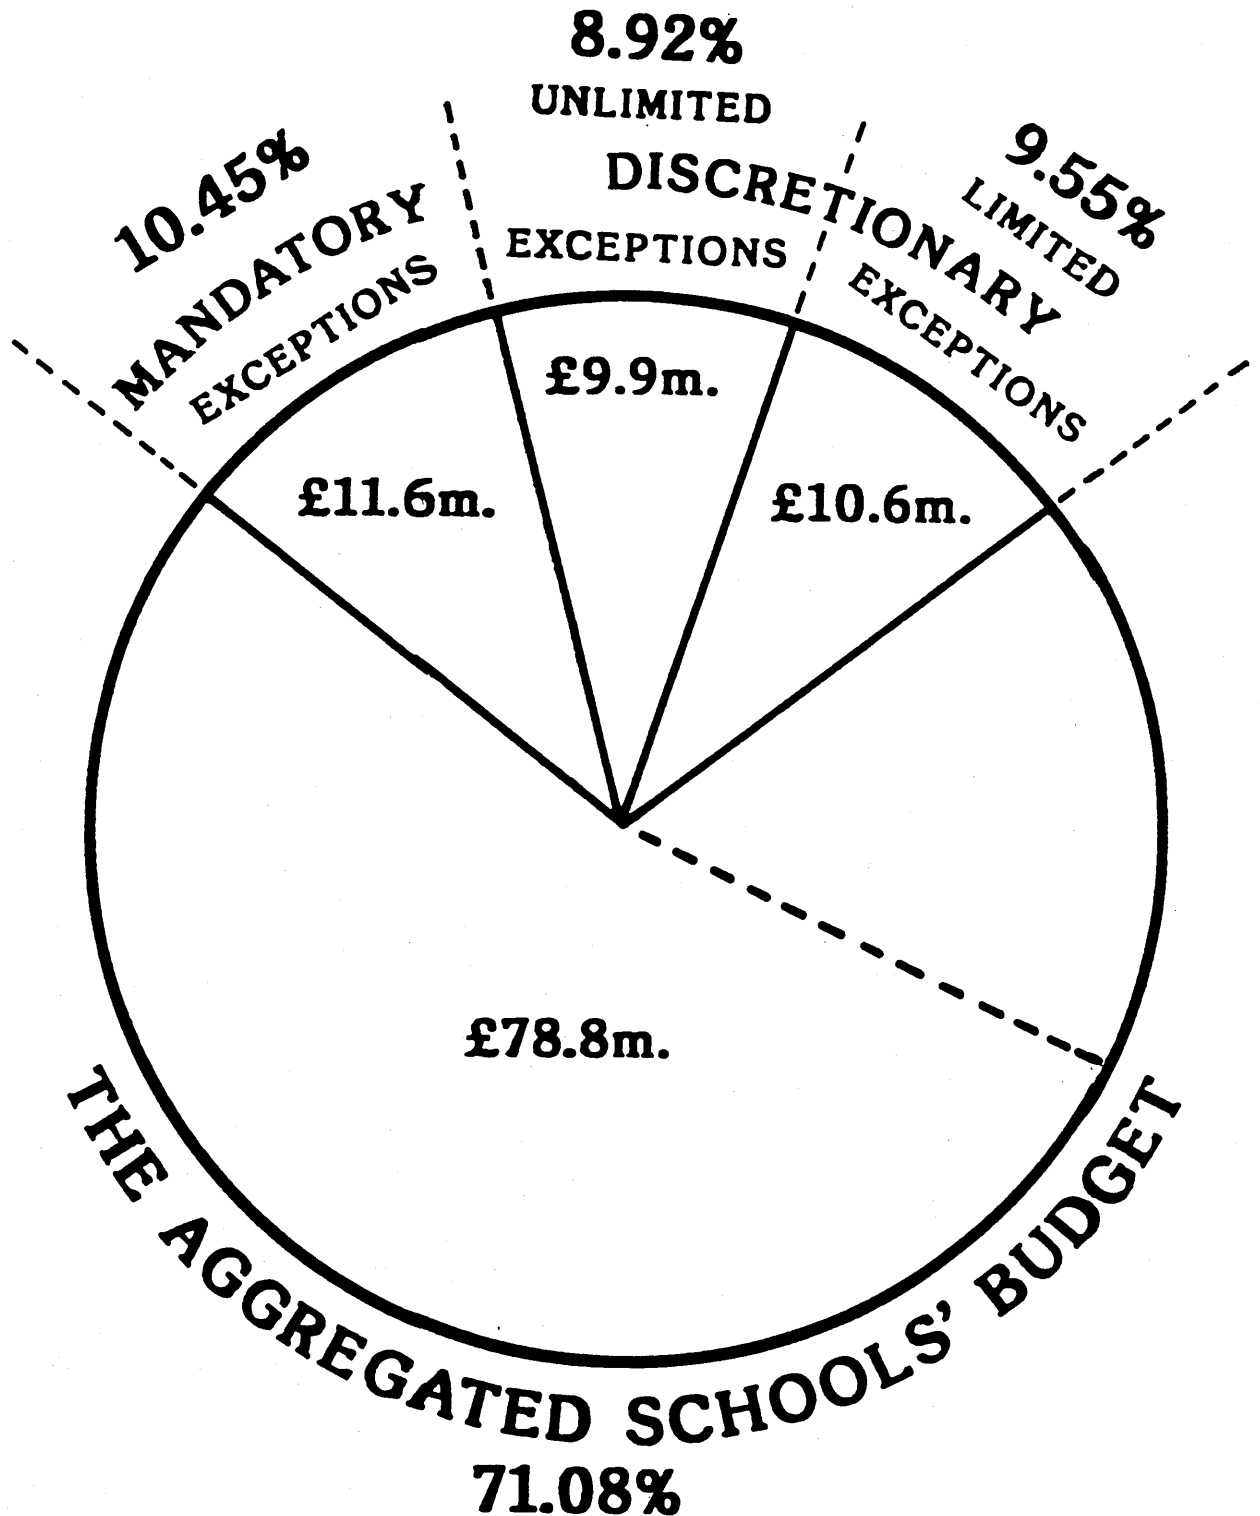 8.92%
UNLIMITED
DISCRETIONARY
EXCEPTIONS
10.45%
MANDATORY
EXCEPTIONS
9.55%
LIMITED
EXCEPTIONS
£9.9m.
£11.6m.
£10.6m.
£78.8m.
THE AGGREGATED SCHOOLS' BUDGET
71.08%